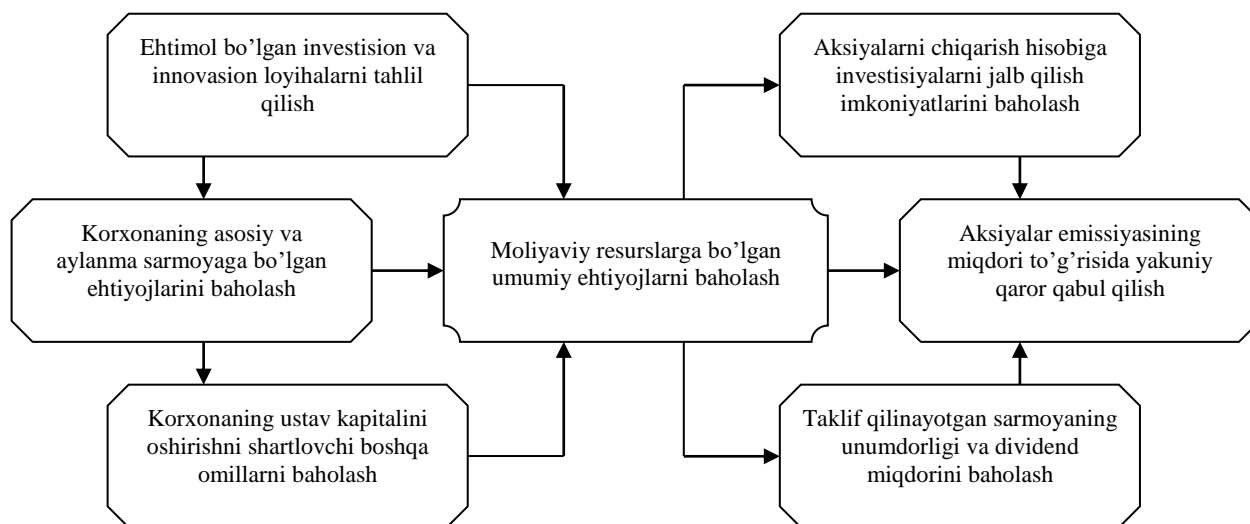 Ehtimol bo’lgan investision va
innovasion loyihalarni tahlil
qilish
Aksiyalarni chiqarish hisobiga
investisiyalarni jalb qilish
imkoniyatlarini baholash
Korxonaning asosiy va
aylanma sarmoyaga bo’lgan
ehtiyojlarini baholash
Moliyaviy resurslarga bo’lgan
umumiy ehtiyojlarni baholash
Aksiyalar emissiyasining
miqdori to’g’risida yakuniy
qaror qabul qilish
Korxonaning ustav kapitalini
oshirishni shartlovchi boshqa
omillarni baholash
Taklif qilinayotgan sarmoyaning
unumdorligi va dividend
miqdorini baholash